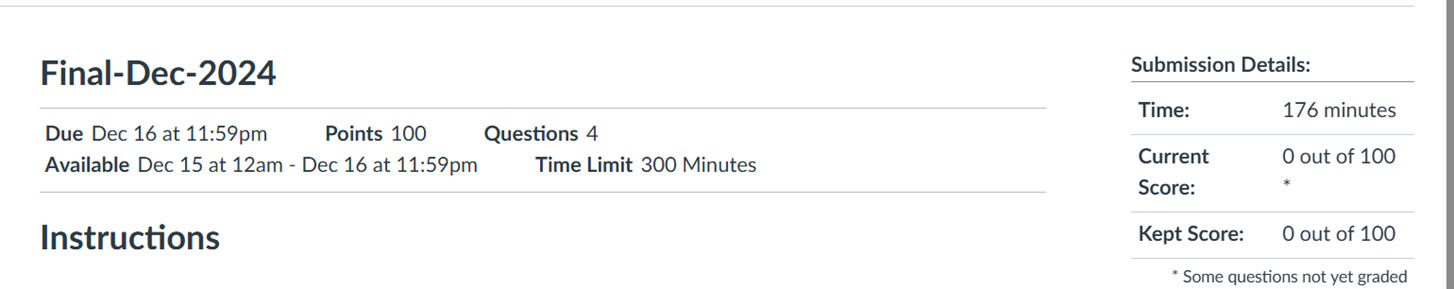 Final-Dec-2024
Due Dec 16 at 11:59pm Points 100 Questions 4
Available Dec 15 at 12am - Dec 16 at 11:59pm Time Limit 300 Minutes
Instructions
Submission Details:
Time: 176 minutes
Current Score: 0 out of 100 *
Kept Score: 0 out of 100
* Some questions not yet graded